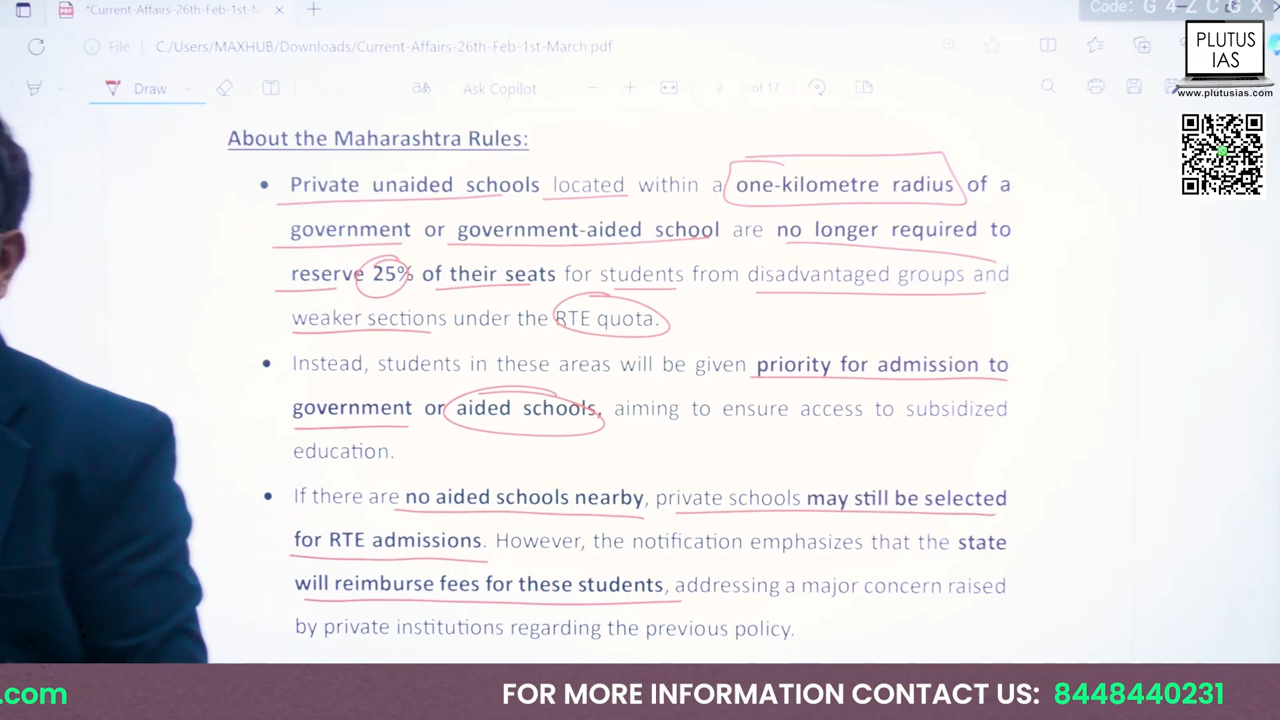 *Current-Affairs-26th-Feb-1st-M
Code: G 4 Z C G X
File
C:/Users/MAXHUB/Downloads/Current-Affairs-26th-Feb-1st-March.pdf
PLUTUS
IAS
www.plutusias.com
Draw
Ask Copilot
2 of 17
About the Maharashtra Rules:
• Private unaided schools located within a one-kilometre radius of a
government or government-aided school are no longer required to
reserve 25% of their seats for students from disadvantaged groups and
weaker sections under the RTE quota.
• Instead, students in these areas will be given priority for admission to
government or aided schools, aiming to ensure access to subsidized
education.
• If there are no aided schools nearby, private schools may still be selected
for RTE admissions. However, the notification emphasizes that the state
will reimburse fees for these students, addressing a major concern raised
by private institutions regarding the previous policy.
.com
FOR MORE INFORMATION CONTACT US: 8448440231